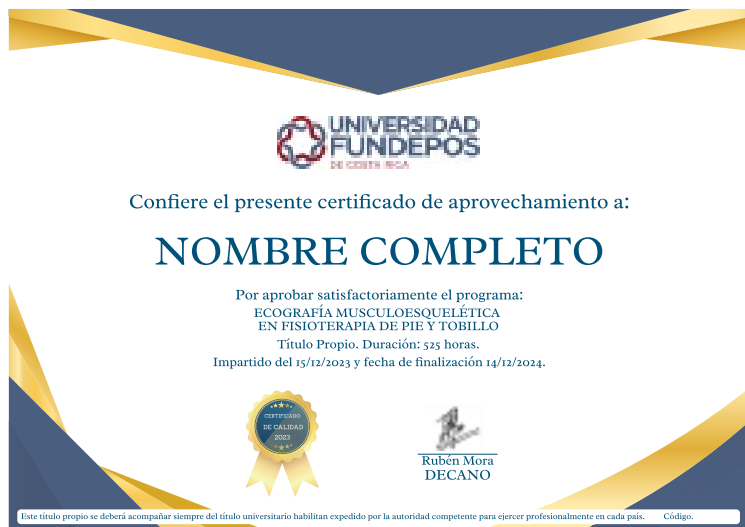 UNIVERSIDAD
FUNDEPOS
DE COSTA RICA
Confiere el presente certificado de aprovechamiento a:
NOMBRE COMPLETO
Por aprobar satisfactoriamente el programa:
ECOGRAFÍA MUSCULOESQUELÉTICA
EN FISIOTERAPIA DE PIE Y TOBILLO
Título Propio. Duración: 525 horas.
Impartido del 15/12/2023 y fecha de finalización 14/12/2024.
CERTIFICADO
DE CALIDAD
2023
Rubén Mora
DECANO
Este título propio se deberá acompañar siempre del título universitario habilitan expedido por la autoridad competente para ejercer profesionalmente en cada país. Código.